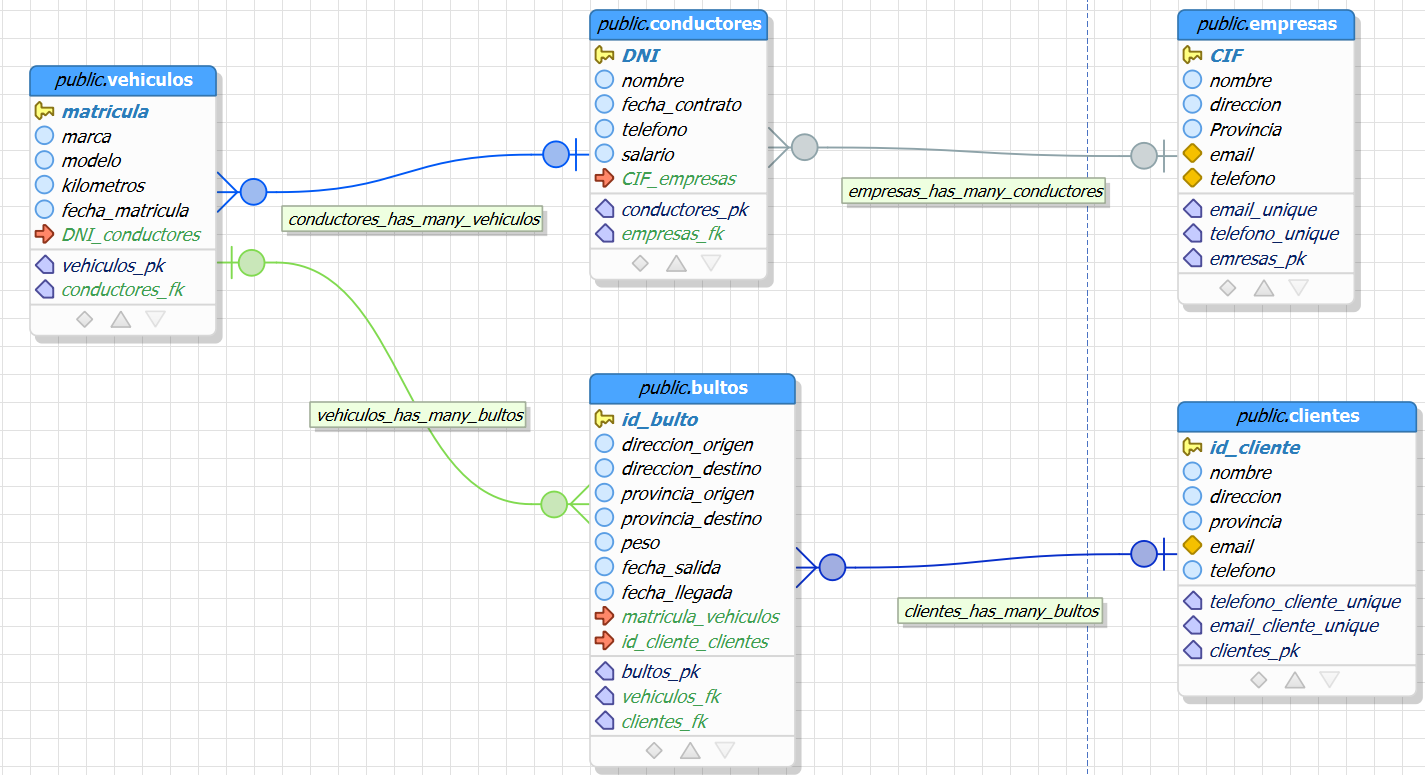 public.vehiculos
matricula
marca
modelo
kilometros
fecha_matricula
DNI_conductores
vehiculos_pk
conductores_fk
conductores_has_many_vehiculos
public.conductores
DNI
nombre
fecha_contrato
telefono
salario
CIF_empresas
conductores_pk
empresas_fk
empresas_has_many_conductores
public.empresas
CIF
nombre
direccion
Provincia
email
telefono
email_unique
telefono_unique
emresas_pk
vehiculos_has_many_bultos
public.bultos
id_bulto
direccion_origen
direccion_destino
provincia_origen
provincia_destino
peso
fecha_salida
fecha_llegada
matricula_vehiculos
id_cliente_clientes
bultos_pk
vehiculos_fk
clientes_fk
clientes_has_many_bultos
public.clientes
id_cliente
nombre
direccion
provincia
email
telefono
telefono_cliente_unique
email_cliente_unique
clientes_pk